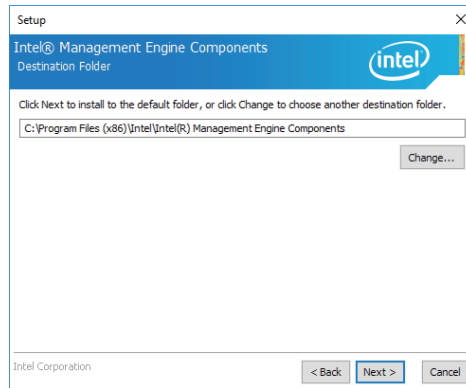 Setup
Intel® Management Engine Components
Destination Folder
intel
Click Next to install to the default folder, or click Change to choose another destination folder.
C:\Program Files (x86)\Intel\Intel(R) Management Engine Components
Change...
Intel Corporation
< Back
Next >
Cancel